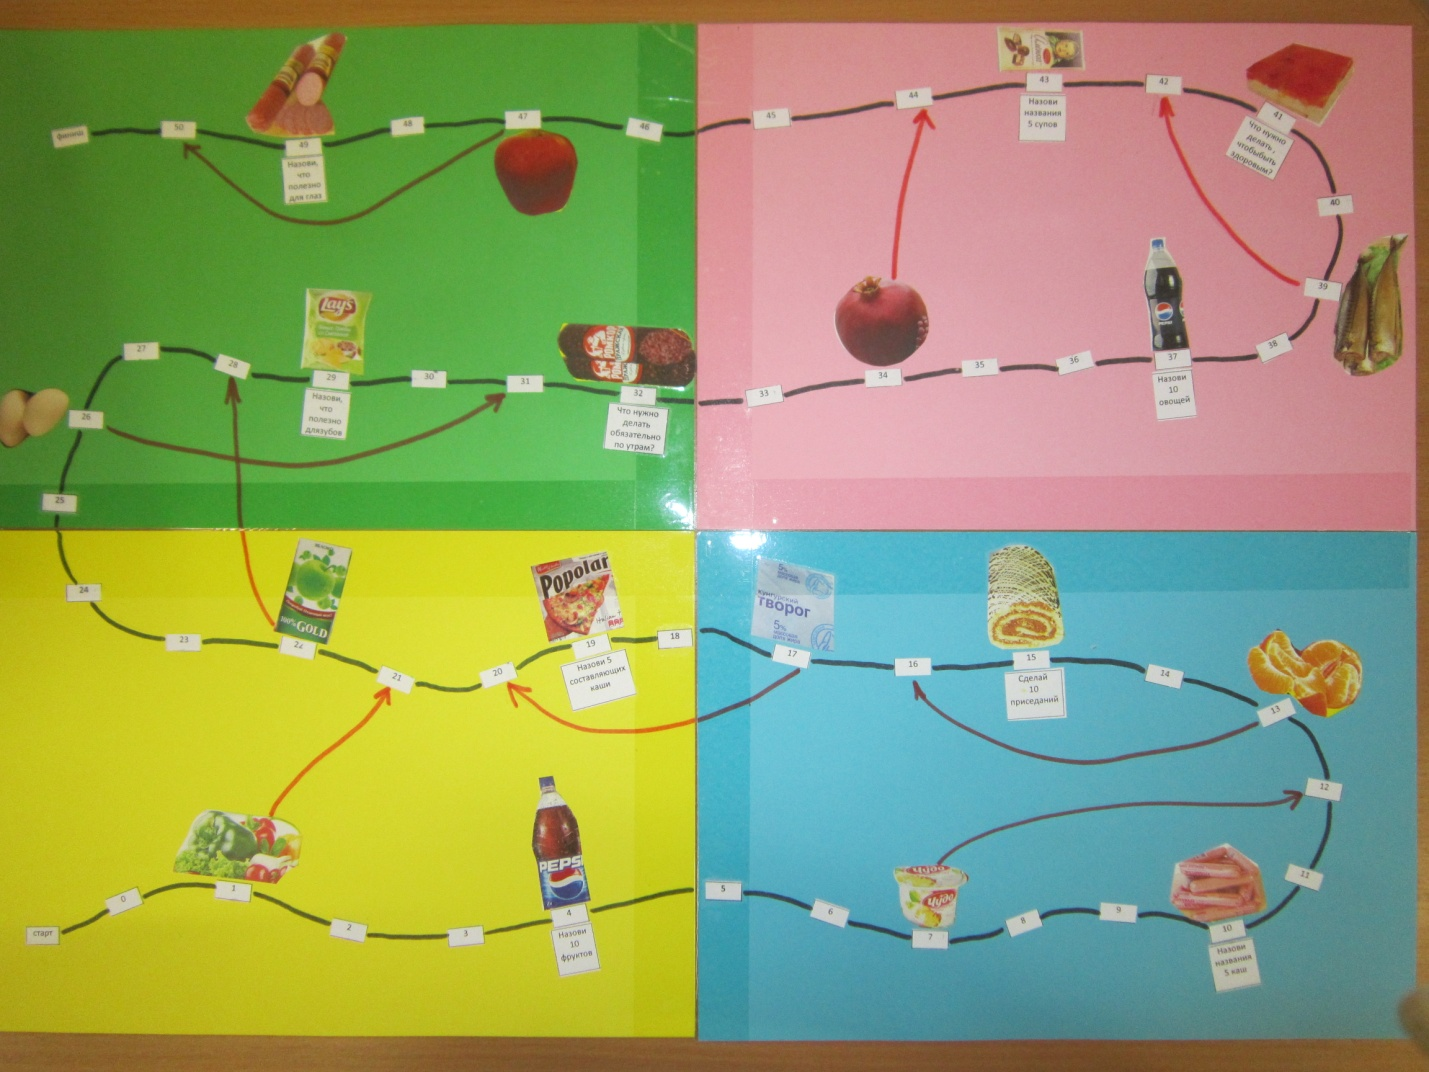 финиш
50
49
Назови,
что
полезно
для глаз
48
47
46
45
44
43
Назови
названия
5 супов
42
41
Что нужно
делать,
чтобыбыть
здоровым?
40
39
38
37
Назови
10
овощей
36
35
34
33
32
Что нужно
делать
обязательно
по утрам?
31
30
Lay's
29
Назови,
что
полезно
длязубов
28
27
26
25
24
23
22
100% GOLD
21
20
Popolar
19
Назови 5
составляющих
каши
18
кунгурский
творог
5%
17
16
15
Сделай
10
приседаний
14
13
12
11
10
Назови
названия
5 каш
9
8
Чудо
Чудо
7
6
5
PEPSI
4
Назови
10
фруктов
3
2
1
0
старт